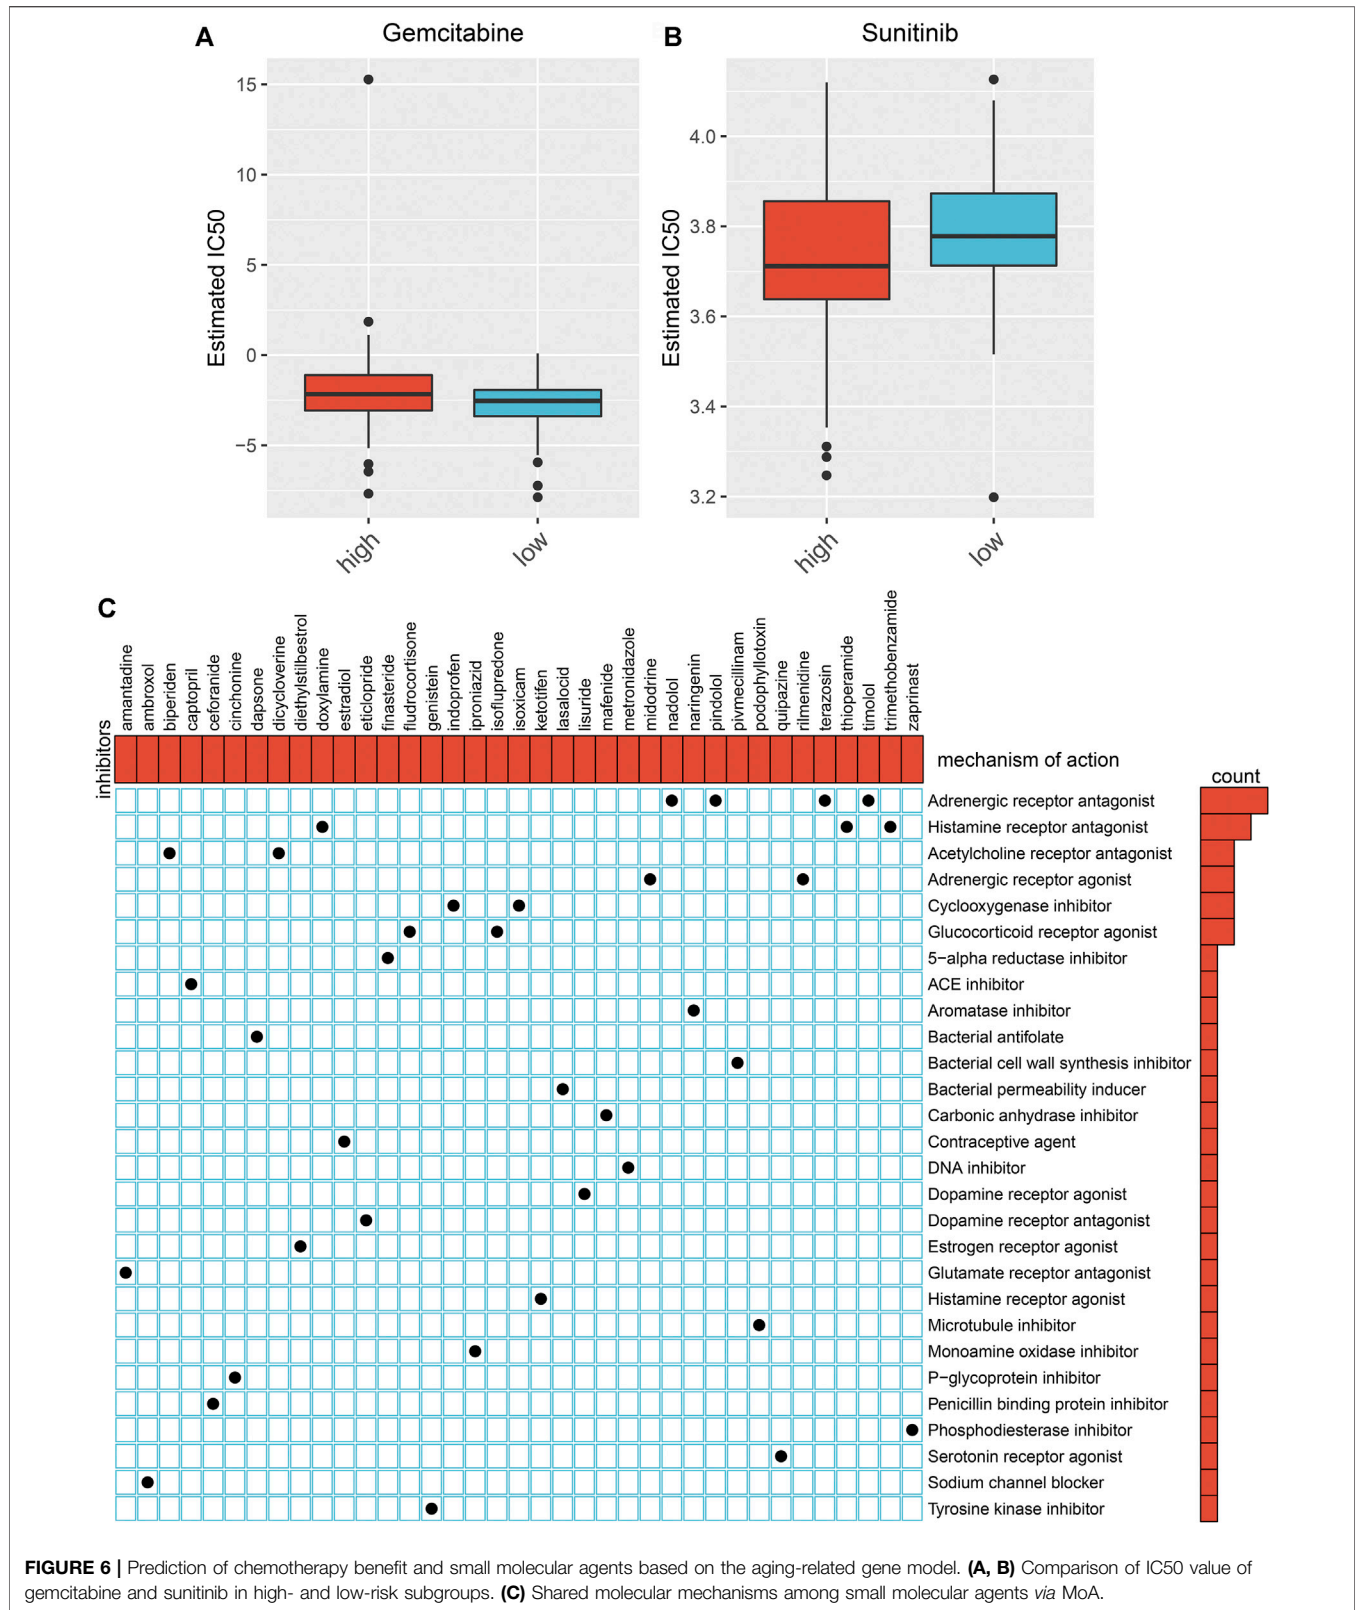 A
Gemcitabine
15
10
5
0
−5
Estimated IC50
high
low
B
Sunitinib
4.0
3.8
3.6
3.4
3.2
Estimated IC50
high
low
C
inhibitors
amantadine
ambroxol
biperiden
captopril
ceforanide
cinchonine
dapsone
dicycloverine
diethylstilbestrol
doxylamine
estradiol
eticlopride
finasteride
fludrocortisone
genistein
indoprofen
iproniazid
isoflupredone
isoxicam
ketotifen
lasalocid
lisuride
mafenide
metronidazole
midodrine
nadolol
naringenin
pindolol
pivmecillinam
podophyllotoxin
quipazine
rilmenidine
terazosin
thioperamide
timolol
trimethobenzamide
zaprinast
mechanism of action
count
Adrenergic receptor antagonist
Histamine receptor antagonist
Acetylcholine receptor antagonist
Adrenergic receptor agonist
Cyclooxygenase inhibitor
Glucocorticoid receptor agonist
5−alpha reductase inhibitor
ACE inhibitor
Aromatase inhibitor
Bacterial antifolate
Bacterial cell wall synthesis inhibitor
Bacterial permeability inducer
Carbonic anhydrase inhibitor
Contraceptive agent
DNA inhibitor
Dopamine receptor agonist
Dopamine receptor antagonist
Estrogen receptor agonist
Glutamate receptor antagonist
Histamine receptor agonist
Microtubule inhibitor
Monoamine oxidase inhibitor
P−glycoprotein inhibitor
Penicillin binding protein inhibitor
Phosphodiesterase inhibitor
Serotonin receptor agonist
Sodium channel blocker
Tyrosine kinase inhibitor
FIGURE 6 | Prediction of chemotherapy benefit and small molecular agents based on the aging-related gene model. (A, B) Comparison of IC50 value of
gemcitabine and sunitinib in high- and low-risk subgroups. (C) Shared molecular mechanisms among small molecular agents via MoA.